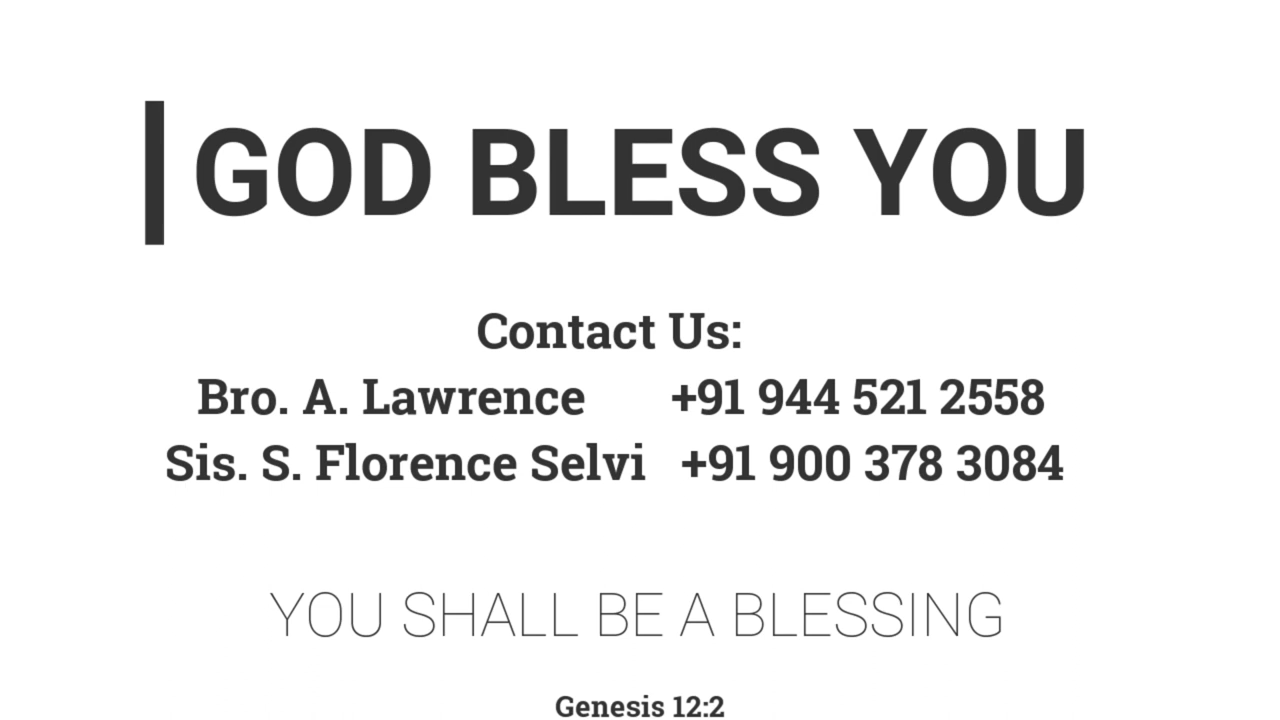 GOD BLESS YOU
Contact Us:
Bro. A. Lawrence +91 944 521 2558
Sis. S. Florence Selvi +91 900 378 3084
YOU SHALL BE A BLESSING
Genesis 12:2